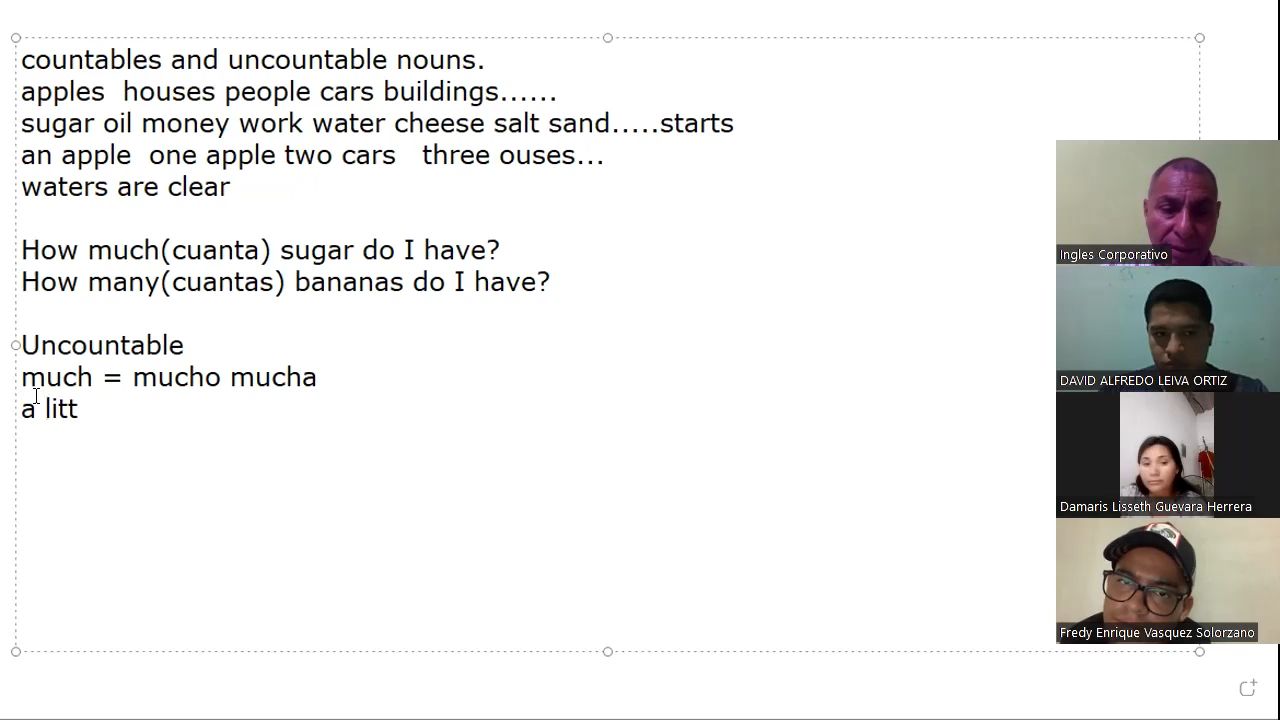 countables and uncountable nouns.
apples  houses people cars buildings......
sugar oil money work water cheese salt sand.....starts
an apple  one apple two cars   three ouses...
waters are clear
How much(cuanta) sugar do I have?
How many(cuantas) bananas do I have?
Uncountable
much = mucho mucha
a litt
Ingles Corporativo
DAVID ALFREDO LEIVA ORTIZ
Damaris Lisseth Guevara Herrera
Fredy Enrique Vasquez Solorzano